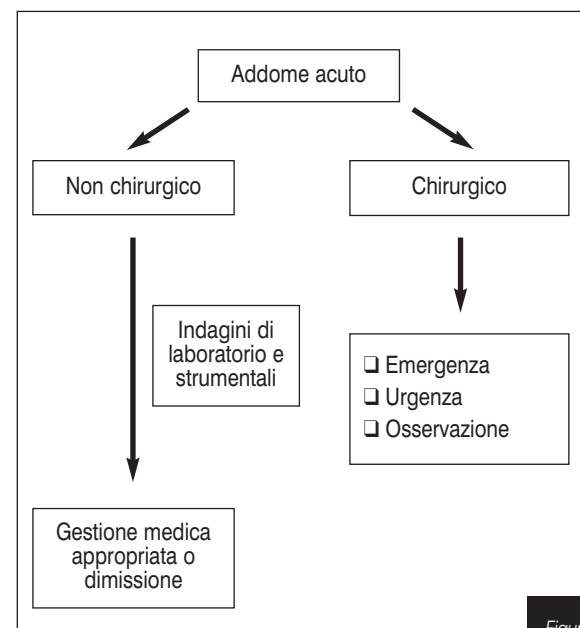 Addome acuto
Non chirurgico
Chirurgico
Indagini di
laboratorio e
strumentali
❑ Emergenza
❑ Urgenza
❑ Osservazione
Gestione medica
appropriata o
dimissione